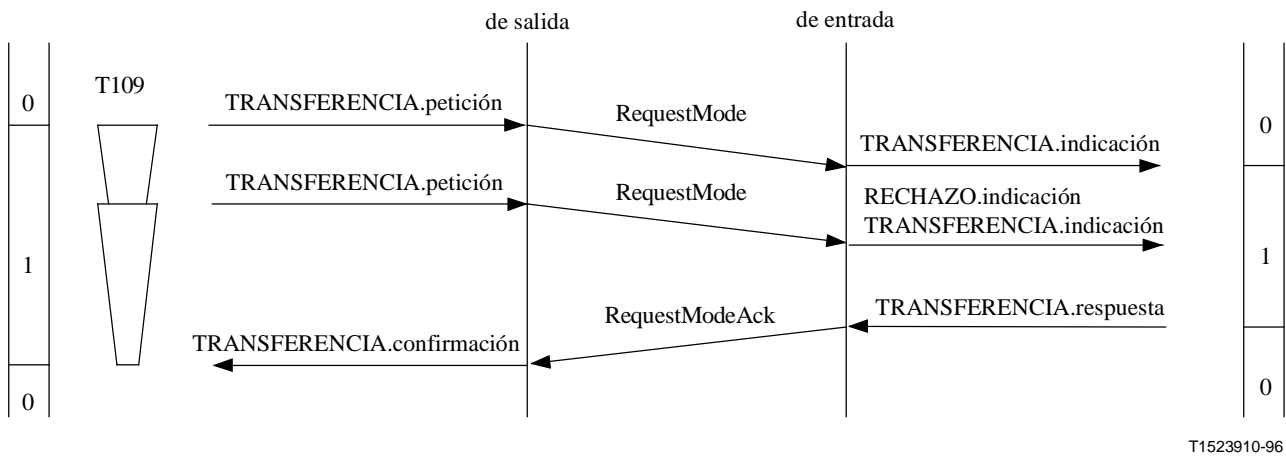 de salida
de entrada
T109
0
TRANSFERENCIA.petición
RequestMode
0
TRANSFERENCIA.indicación
TRANSFERENCIA.petición
RequestMode
RECHAZO.indicación
TRANSFERENCIA.indicación
1
1
TRANSFERENCIA.respuesta
RequestModeAck
TRANSFERENCIA.confirmación
0
0
T1523910-96